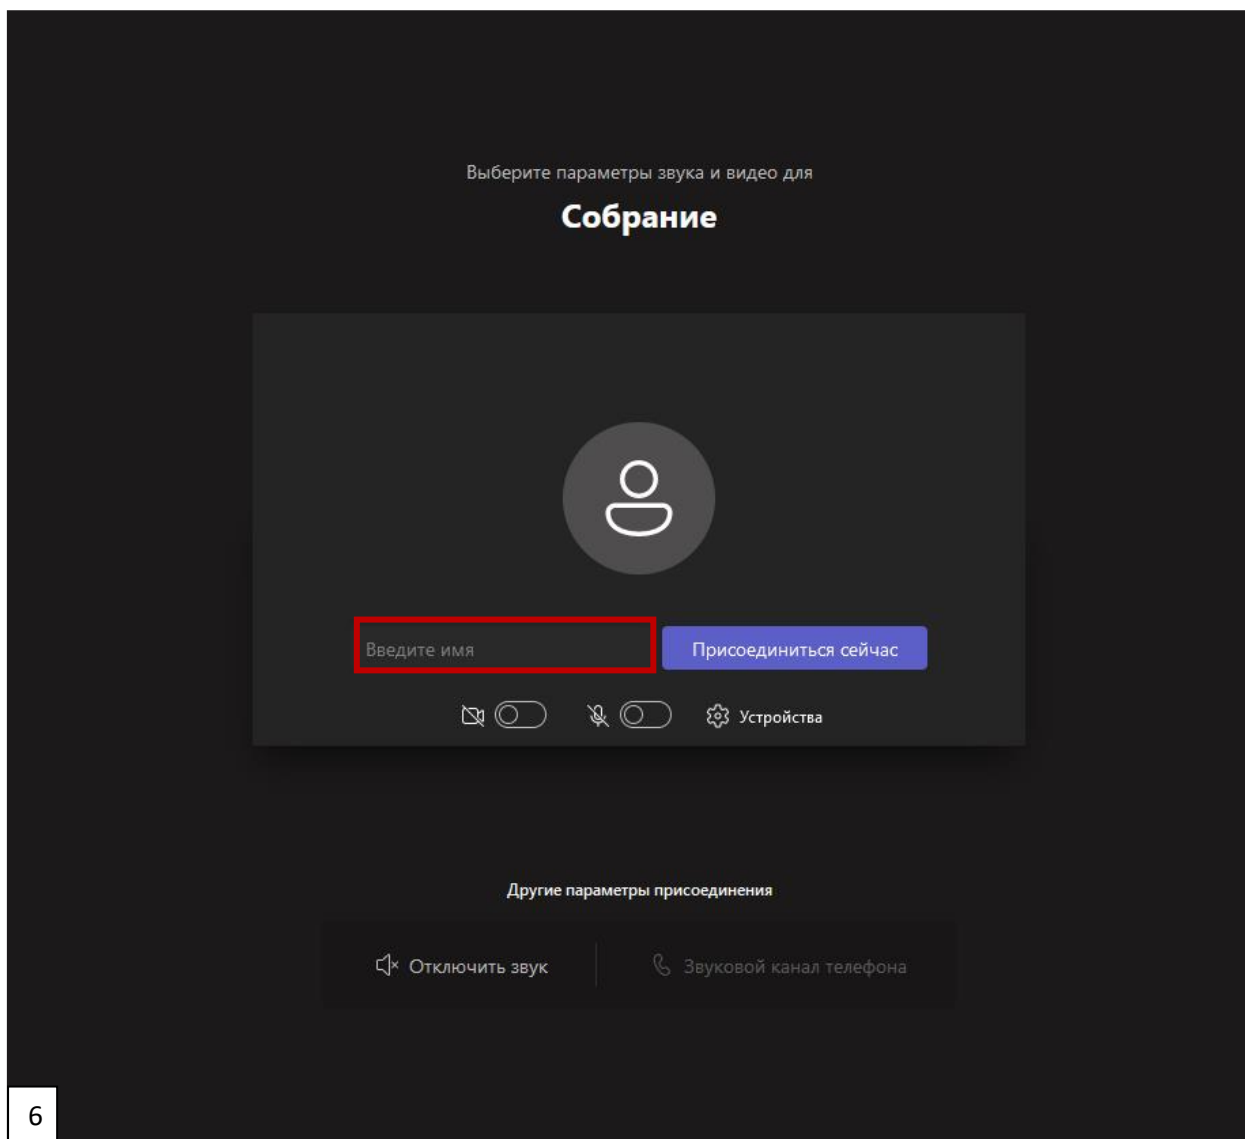 Выберите параметры звука и видео для
Собрание
Введите имя
Присоединиться сейчас
Устройства
Другие параметры присоединения
Отключить звук
Звуковой канал телефона
6